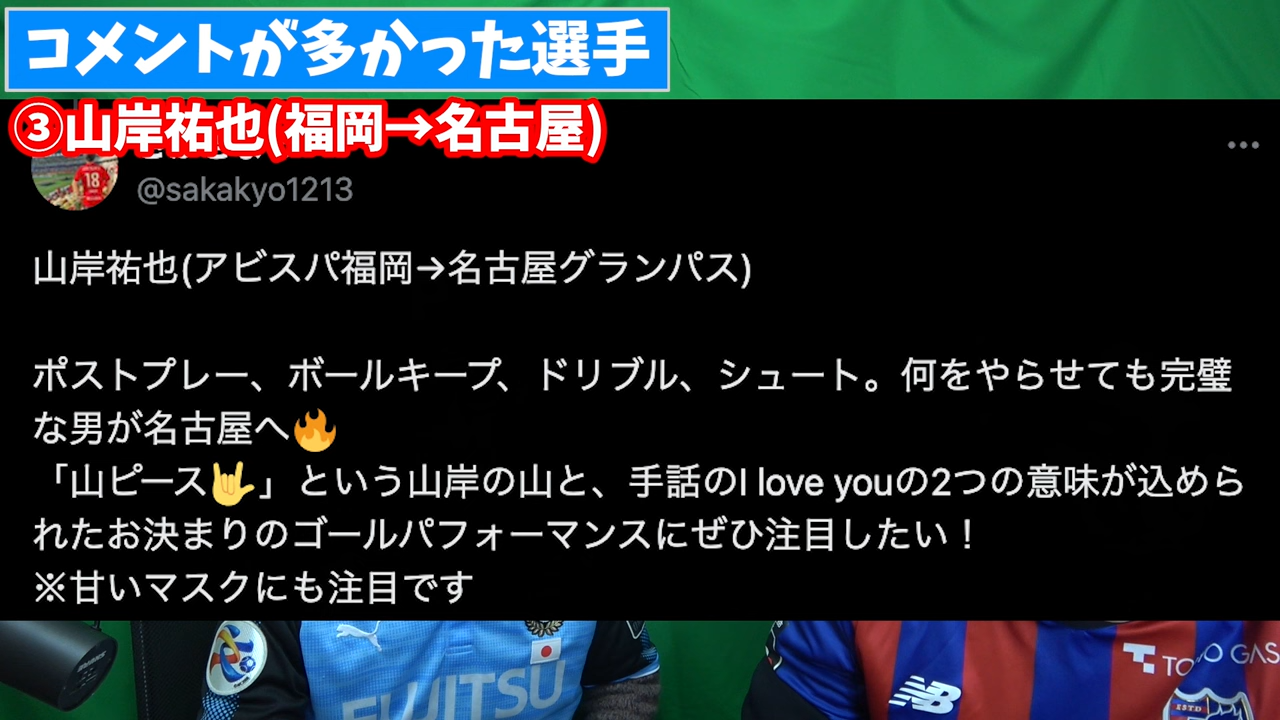 コメントが多かった選手
③山岸祐也(福岡→名古屋)
@sakakyo1213
山岸祐也(アビスパ福岡→名古屋グランパス)
ポストプレー、ボールキープ、ドリブル、シュート。何をやらせても完璧
な男が名古屋へ🔥
「山ピース🤟」という山岸の山と、手話のI love youの2つの意味が込めら
れたお決まりのゴールパフォーマンスにぜひ注目したい！
※甘いマスクにも注目です
18
FUJITSU
NB
TOKYO GAS
ESTD